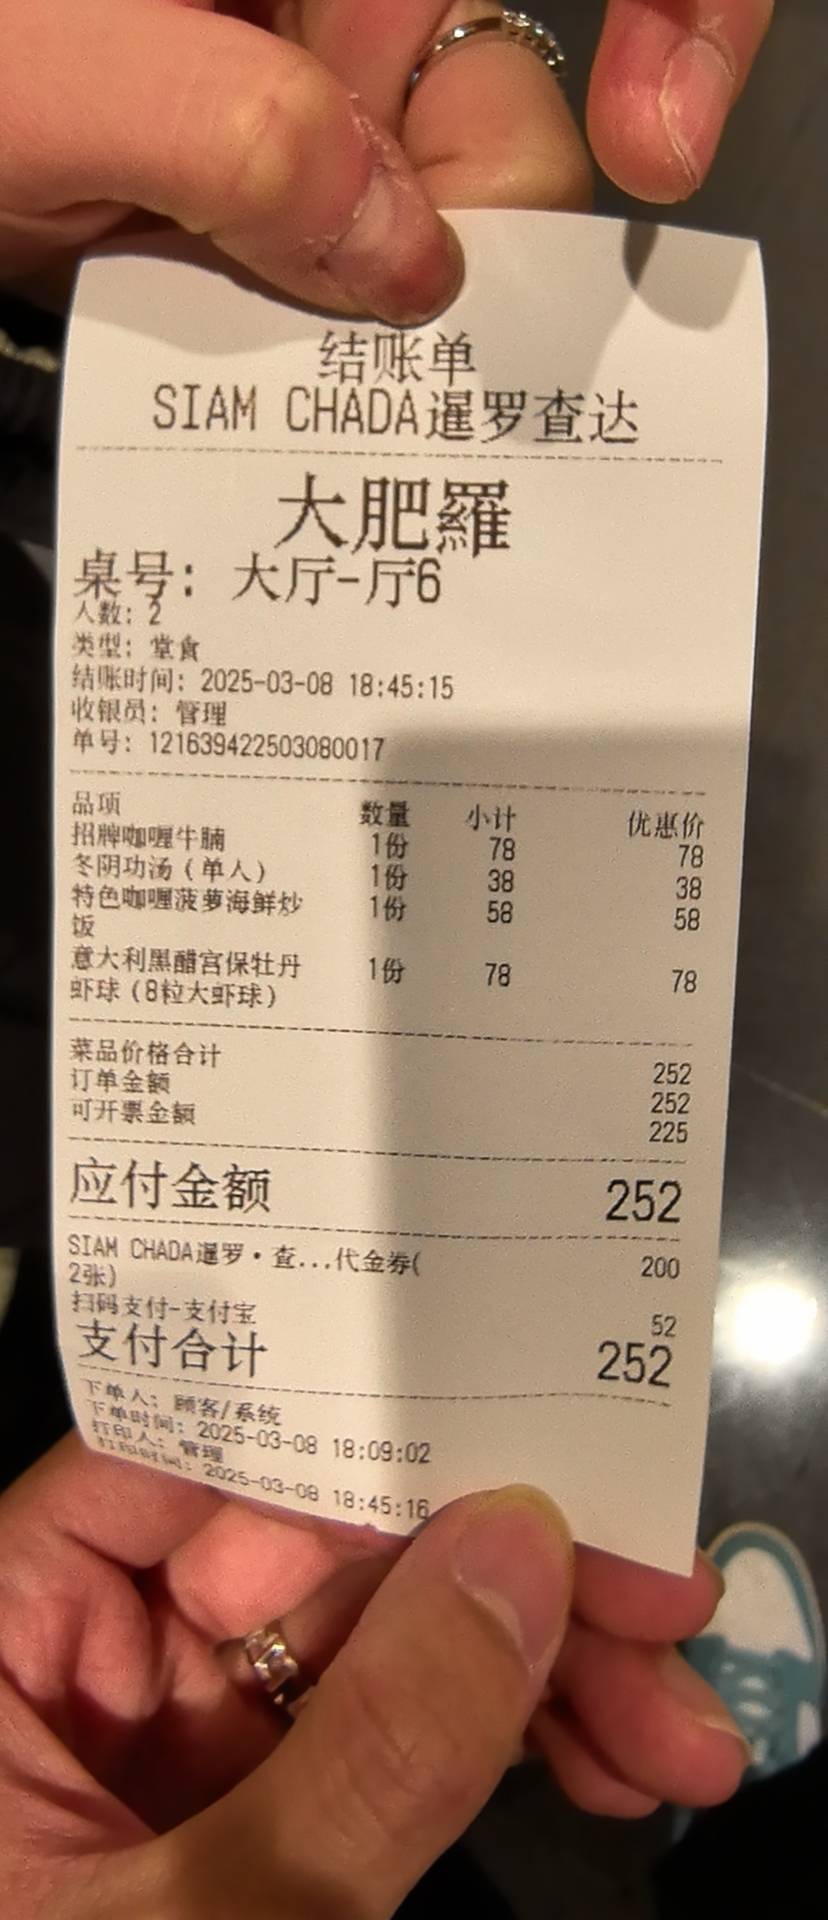 结账单
SIAM CHADA暹罗查达
大肥羅
桌号: 大厅-厅6
人数: 2
类型: 堂食
结账时间: 2025-03-08 18:45:15
收银员: 管理
单号: 121639422503080017
品项 数量 小计 优惠价
招牌咖喱牛腩 1份 78 78
冬阴功汤(单人) 1份 38 38
特色咖喱菠萝海鲜炒 1份 58 58
饭
意大利黑醋宫保牡丹 1份 78 78
虾球(8粒大虾球)
菜品价格合计 252
订单金额 252
可开票金额 225
应付金额 252
SIAM CHADA暹罗·查...代金券( 200
2张)
扫码支付-支付宝 52
支付合计 252
下单人: 顾客/系统
下单时间: 2025-03-08 18:09:02
打印人: 管理
打印时间: 2025-03-08 18:45:16